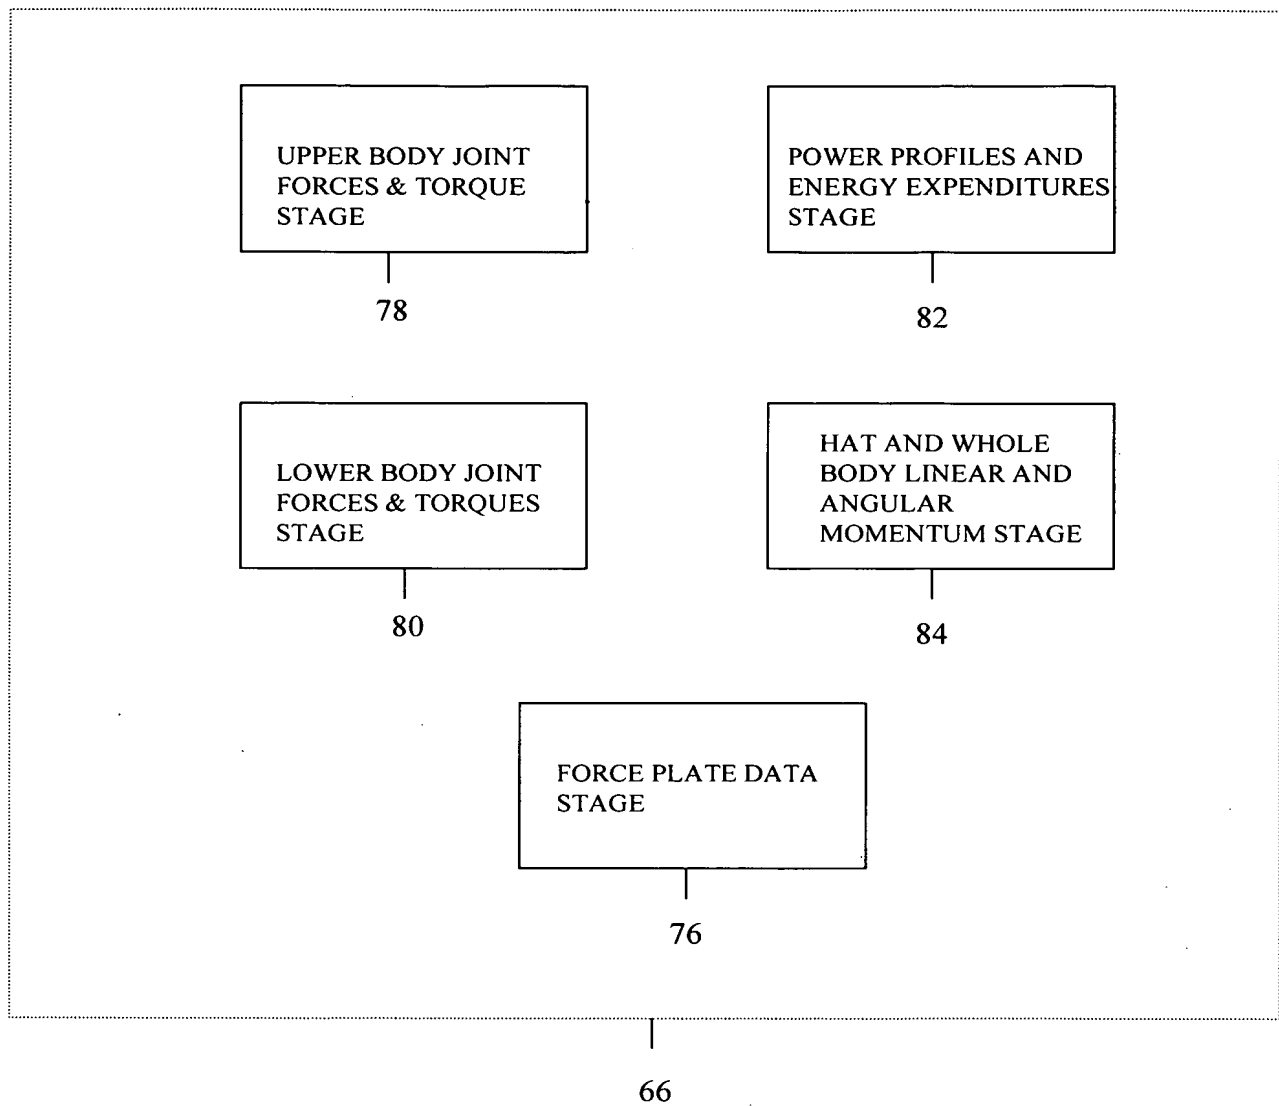 UPPER BODY JOINT
FORCES & TORQUE
STAGE
78
POWER PROFILES AND
ENERGY EXPENDITURES
STAGE
82
LOWER BODY JOINT
FORCES & TORQUES
STAGE
80
HAT AND WHOLE
BODY LINEAR AND
ANGULAR
MOMENTUM STAGE
84
FORCE PLATE DATA
STAGE
76
66